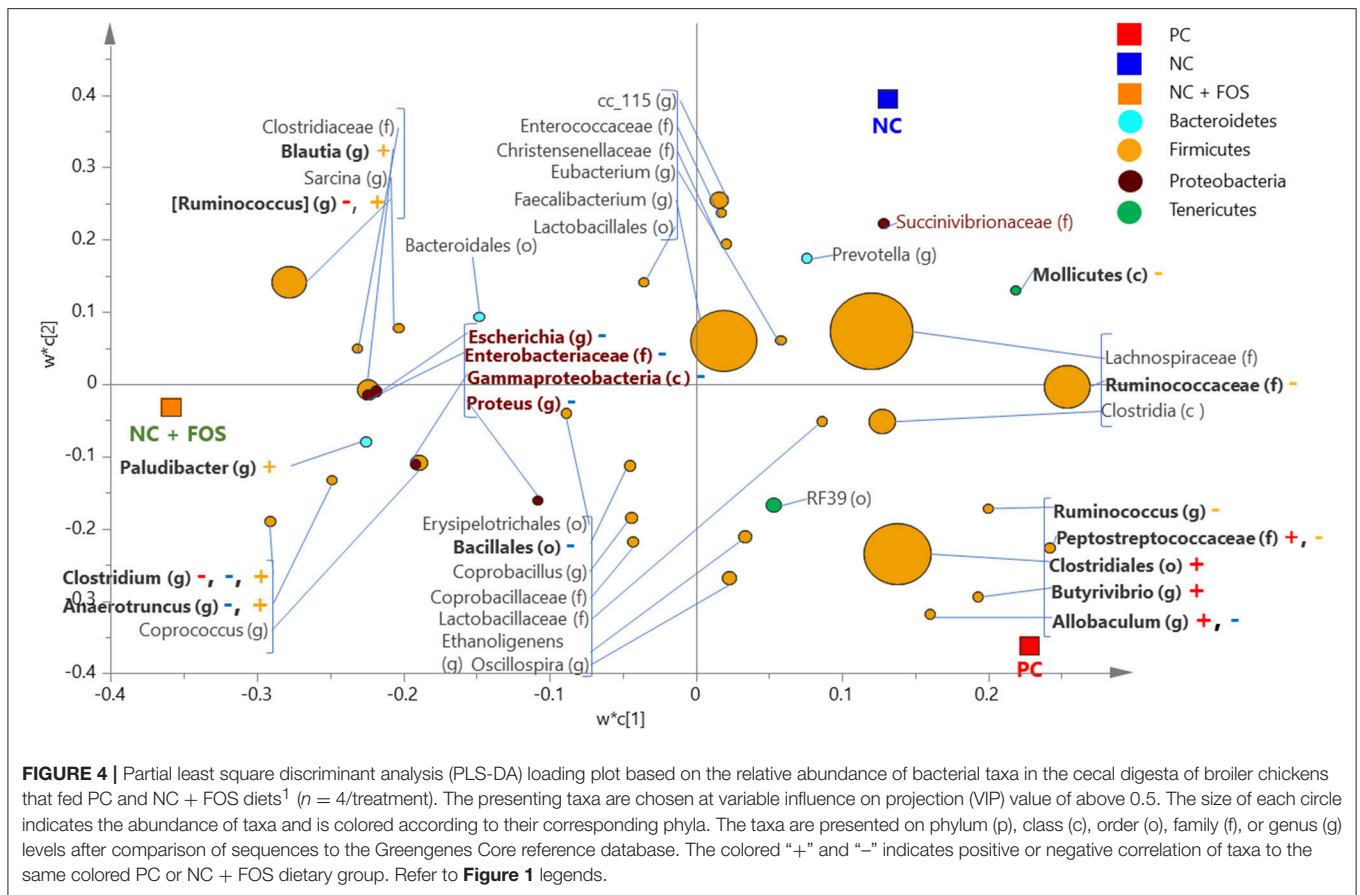 PC
NC
NC + FOS
Bacteroidetes
Firmicutes
Proteobacteria
Tenericutes
w*c[2]
0.4
0.3
0.2
0.1
0
-0.1
-0.2
-0.3
-0.4
Clostridiaceae (f)
Blautia (g) +
Sarcina (g)
[Ruminococcus] (g) -, +
Bacteroidales (o)
cc_115 (g)
Enterococcaceae (f)
Christensenellaceae (f)
Eubacterium (g)
Faecalibacterium (g)
Lactobacillales (o)
NC
Succinivibrionaceae (f)
Prevotella (g)
Mollicutes (c) -
Escherichia (g) -
Enterobacteriaceae (f) -
Gammaproteobacteria (c ) -
Proteus (g) -
Lachnospiraceae (f)
Ruminococcaceae (f) -
Clostridia (c )
NC + FOS
Paludibacter (g) +
Clostridium (g) -, -, +
Anaerotruncus (g) -, +
Coprococcus (g)
Erysipelotrichales (o)
Bacillales (o) -
Coprobacillus (g)
Coprobacillaceae (f)
Lactobacillaceae (f)
Ethanoligenens
(g) Oscillospira (g)
RF39 (o)
Ruminococcus (g) -
Peptostreptococcaceae (f) +, -
Clostridiales (o) +
Butyrivibrio (g) +
Allobaculum (g) +, -
PC
-0.4 -0.3 -0.2 -0.1 0 0.1 0.2
w*c[1]
FIGURE 4 | Partial least square discriminant analysis (PLS-DA) loading plot based on the relative abundance of bacterial taxa in the cecal digesta of broiler chickens
that fed PC and NC + FOS diets¹ (n = 4/treatment). The presenting taxa are chosen at variable influence on projection (VIP) value of above 0.5. The size of each circle
indicates the abundance of taxa and is colored according to their corresponding phyla. The taxa are presented on phylum (p), class (c), order (o), family (f), or genus (g)
levels after comparison of sequences to the Greengenes Core reference database. The colored “+” and “–” indicates positive or negative correlation of taxa to the
same colored PC or NC + FOS dietary group. Refer to Figure 1 legends.